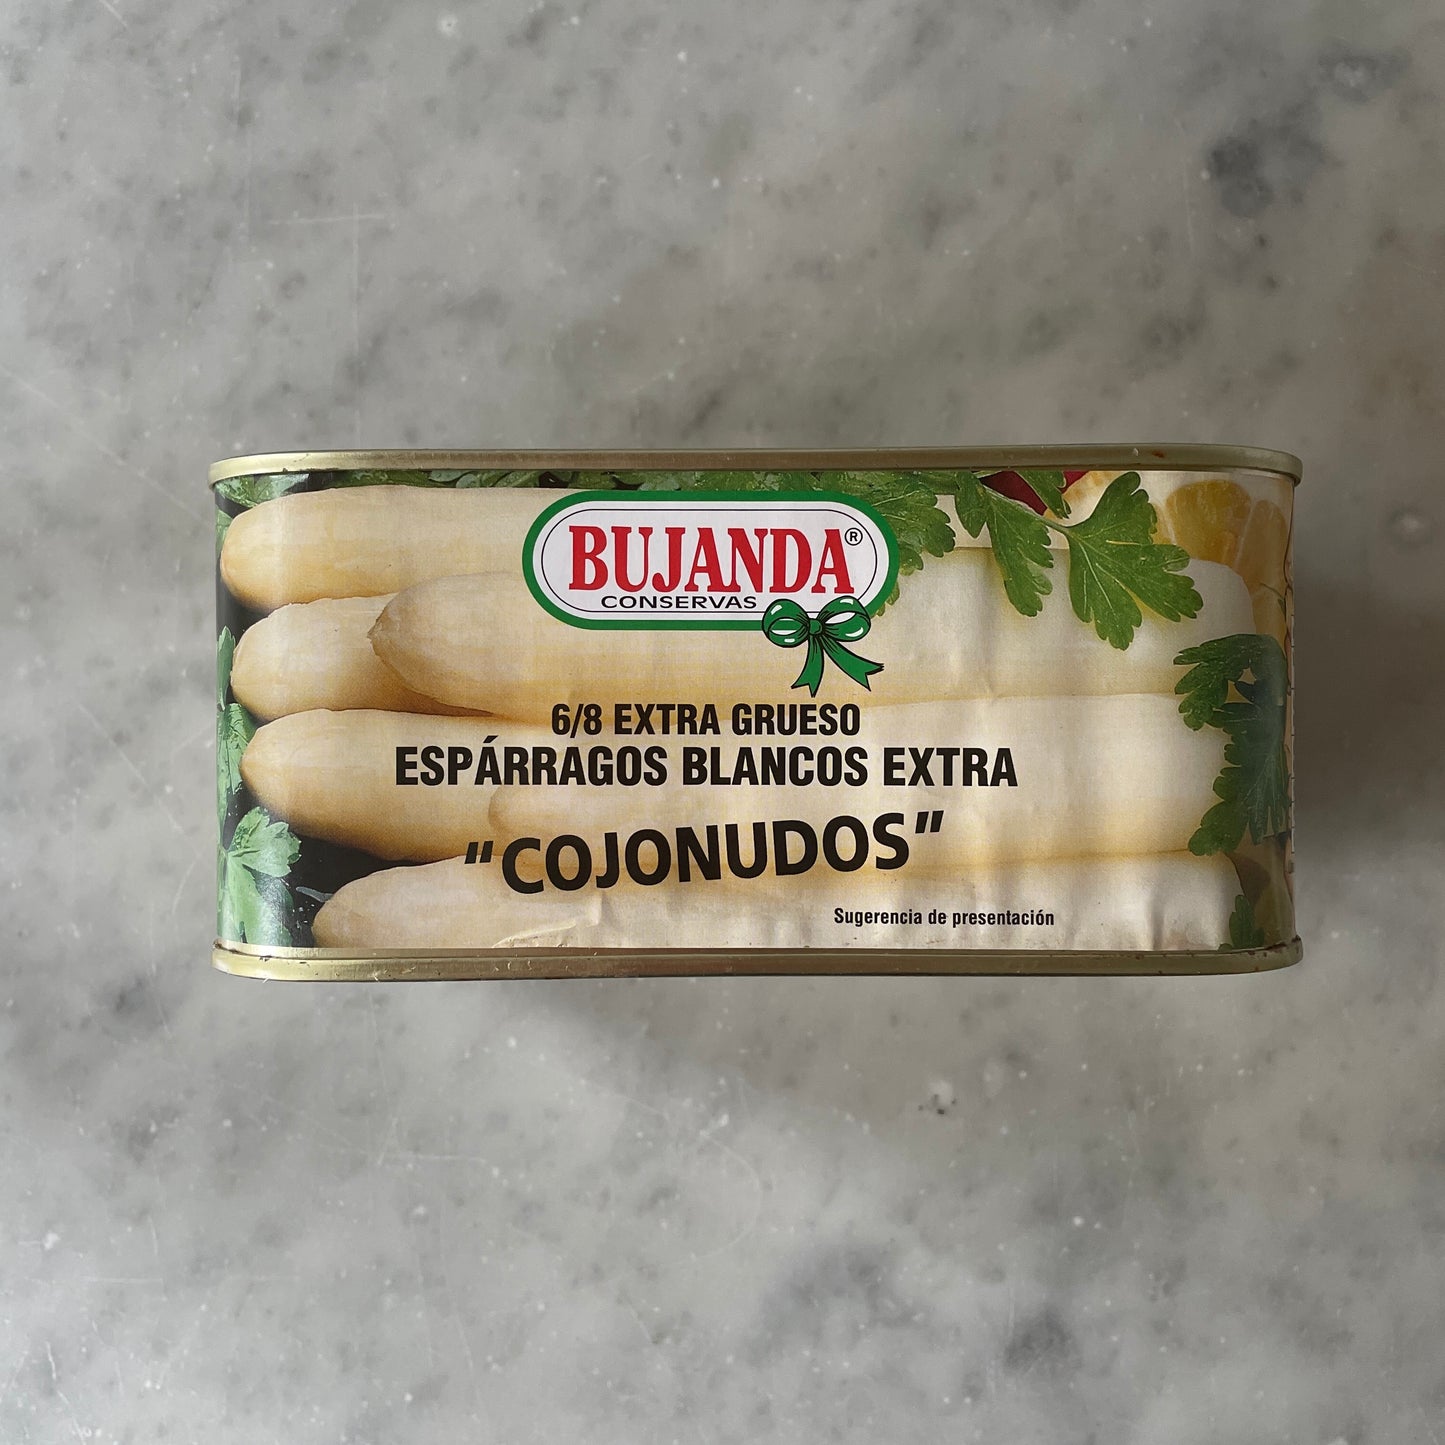 BUJANDA®
CONSERVAS
6/8 EXTRA GRUESO
ESPÁRRAGOS BLANCOS EXTRA
"COJONUDOS"
Sugerencia de presentación